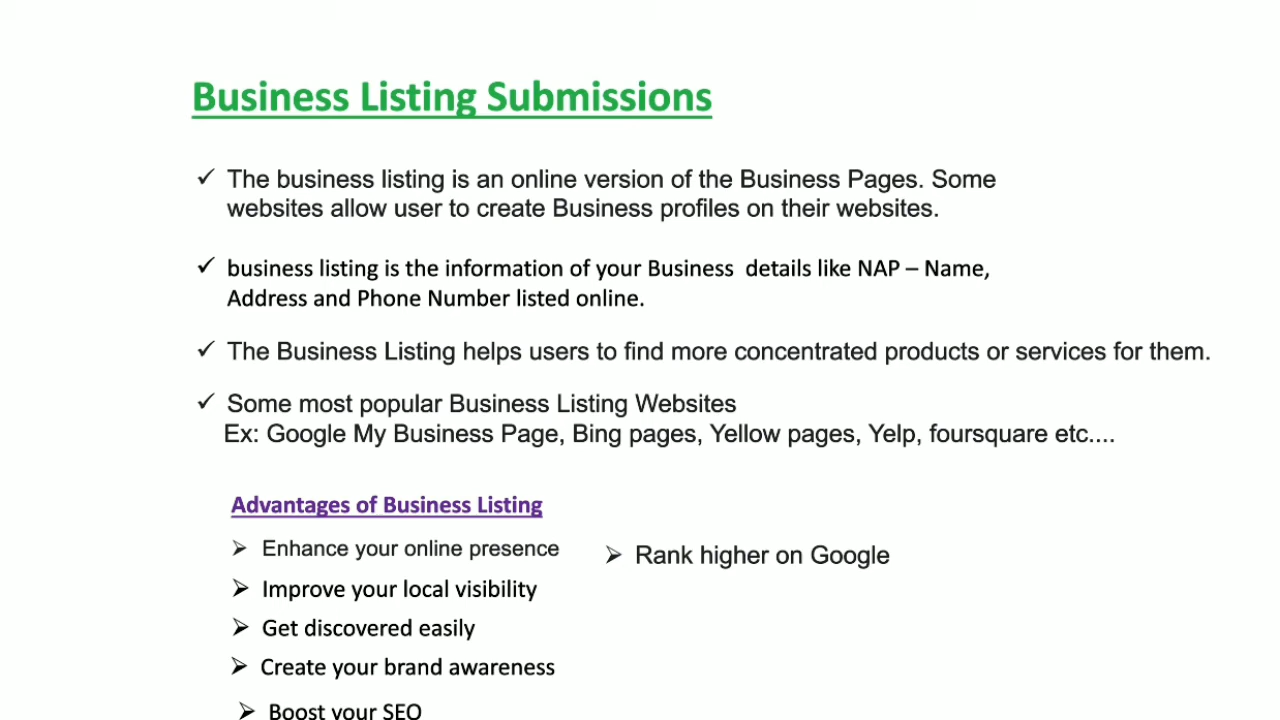 Business Listing Submissions
✓ The business listing is an online version of the Business Pages. Some
websites allow user to create Business profiles on their websites.
✓ business listing is the information of your Business details like NAP – Name,
Address and Phone Number listed online.
✓ The Business Listing helps users to find more concentrated products or services for them.
✓ Some most popular Business Listing Websites
Ex: Google My Business Page, Bing pages, Yellow pages, Yelp, foursquare etc....
Advantages of Business Listing
➢ Enhance your online presence
➢ Improve your local visibility
➢ Get discovered easily
➢ Create your brand awareness
➢ Boost your SEO
➢ Rank higher on Google